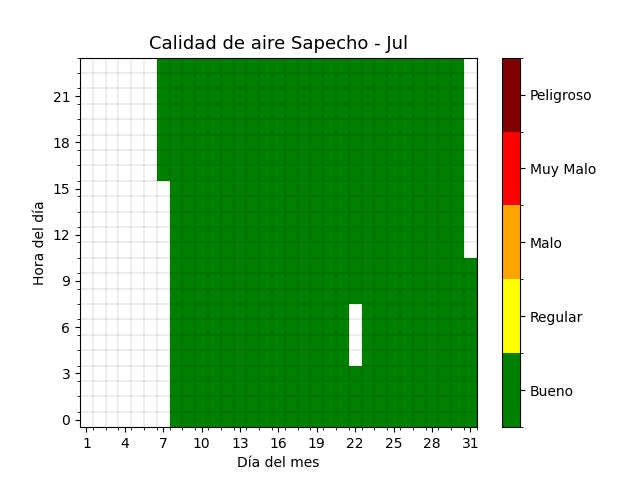 Calidad de aire Sapecho - Jul
Hora del día
21
18
15
12
9
6
3
0
1 4 7 10 13 16 19 22 25 28 31
Día del mes
Peligroso
Muy Malo
Malo
Regular
Bueno